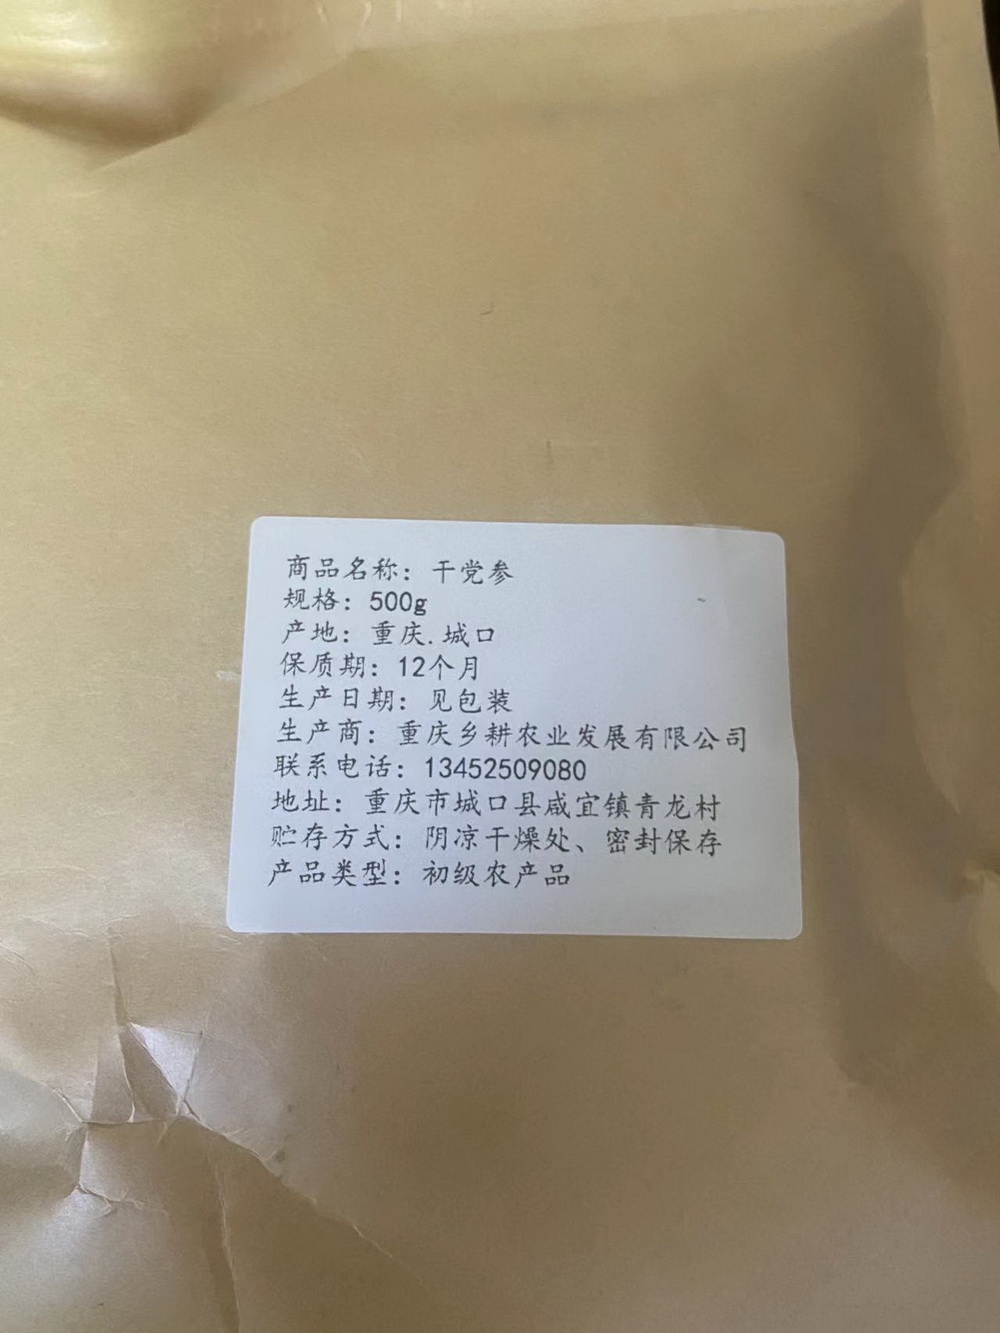 商品名称：干党参
规格：500g
产地：重庆.城口
保质期：12个月
生产日期：见包装
生产商：重庆乡耕农业发展有限公司
联系电话：13452509080
地址：重庆市城口县咸宜镇青龙村
贮存方式：阴凉干燥处、密封保存
产品类型：初级农产品